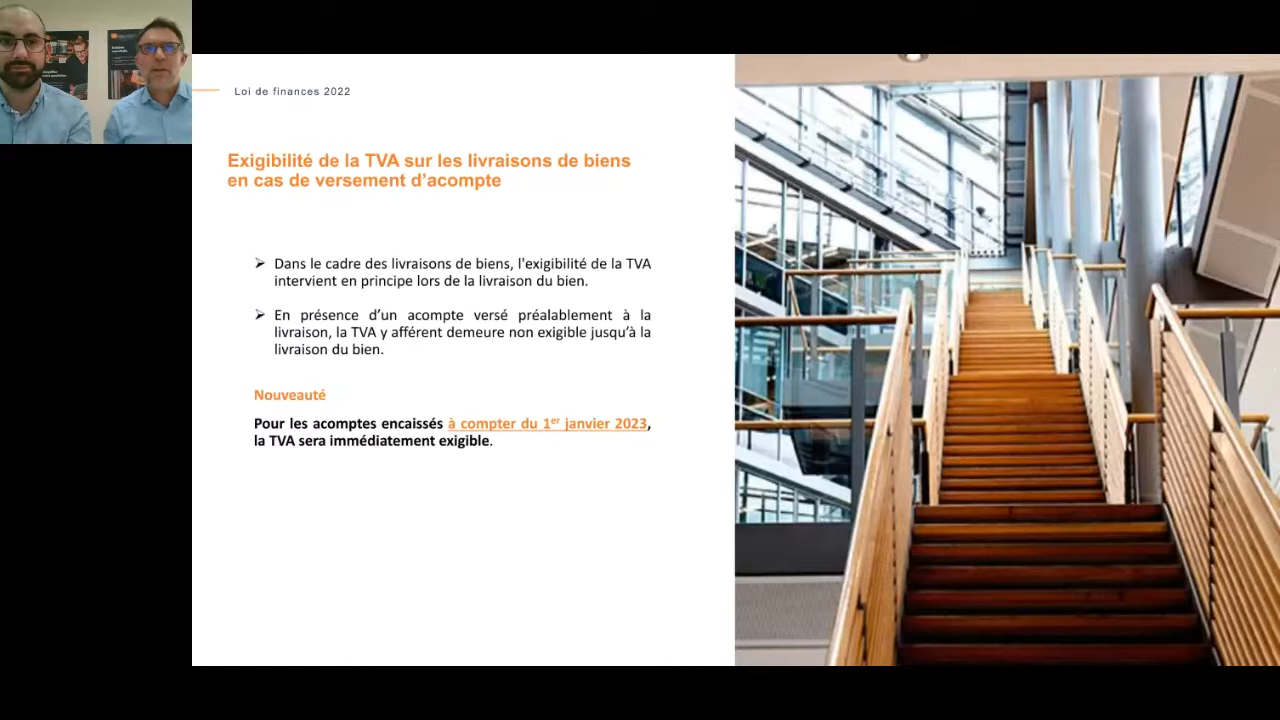 Loi de finances 2022
Exigibilité de la TVA sur les livraisons de biens
en cas de versement d’acompte
➢ Dans le cadre des livraisons de biens, l'exigibilité de la TVA
intervient en principe lors de la livraison du bien.
➢ En présence d’un acompte versé préalablement à la
livraison, la TVA y afférent demeure non exigible jusqu’à la
livraison du bien.
Nouveauté
Pour les acomptes encaissés à compter du 1er janvier 2023,
la TVA sera immédiatement exigible.